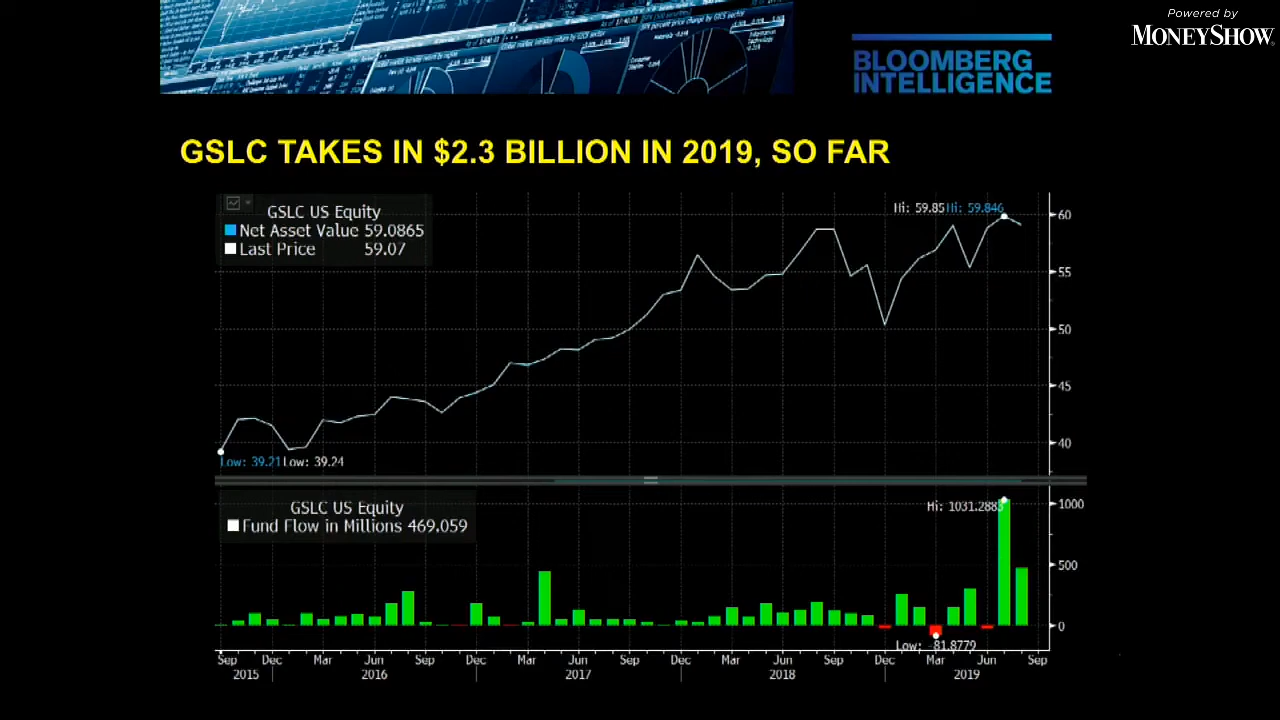 Powered by
MONEYSHOW
BLOOMBERG
INTELLIGENCE
GSLC TAKES IN $2.3 BILLION IN 2019, SO FAR
GSLC US Equity
Net Asset Value 59.0865
Last Price 59.07
Hi: 59.85 Hi: 59.846
60
55
50
45
40
Low: 39.21 Low: 39.24
GSLC US Equity
Fund Flow in Millions 469.059
Hi: 1031.2883
1000
500
0
Low: -81.8779
Sep Dec Mar Jun Sep Dec Mar Jun Sep Dec Mar Jun Sep Dec Mar Jun Sep
2015 2016 2017 2018 2019